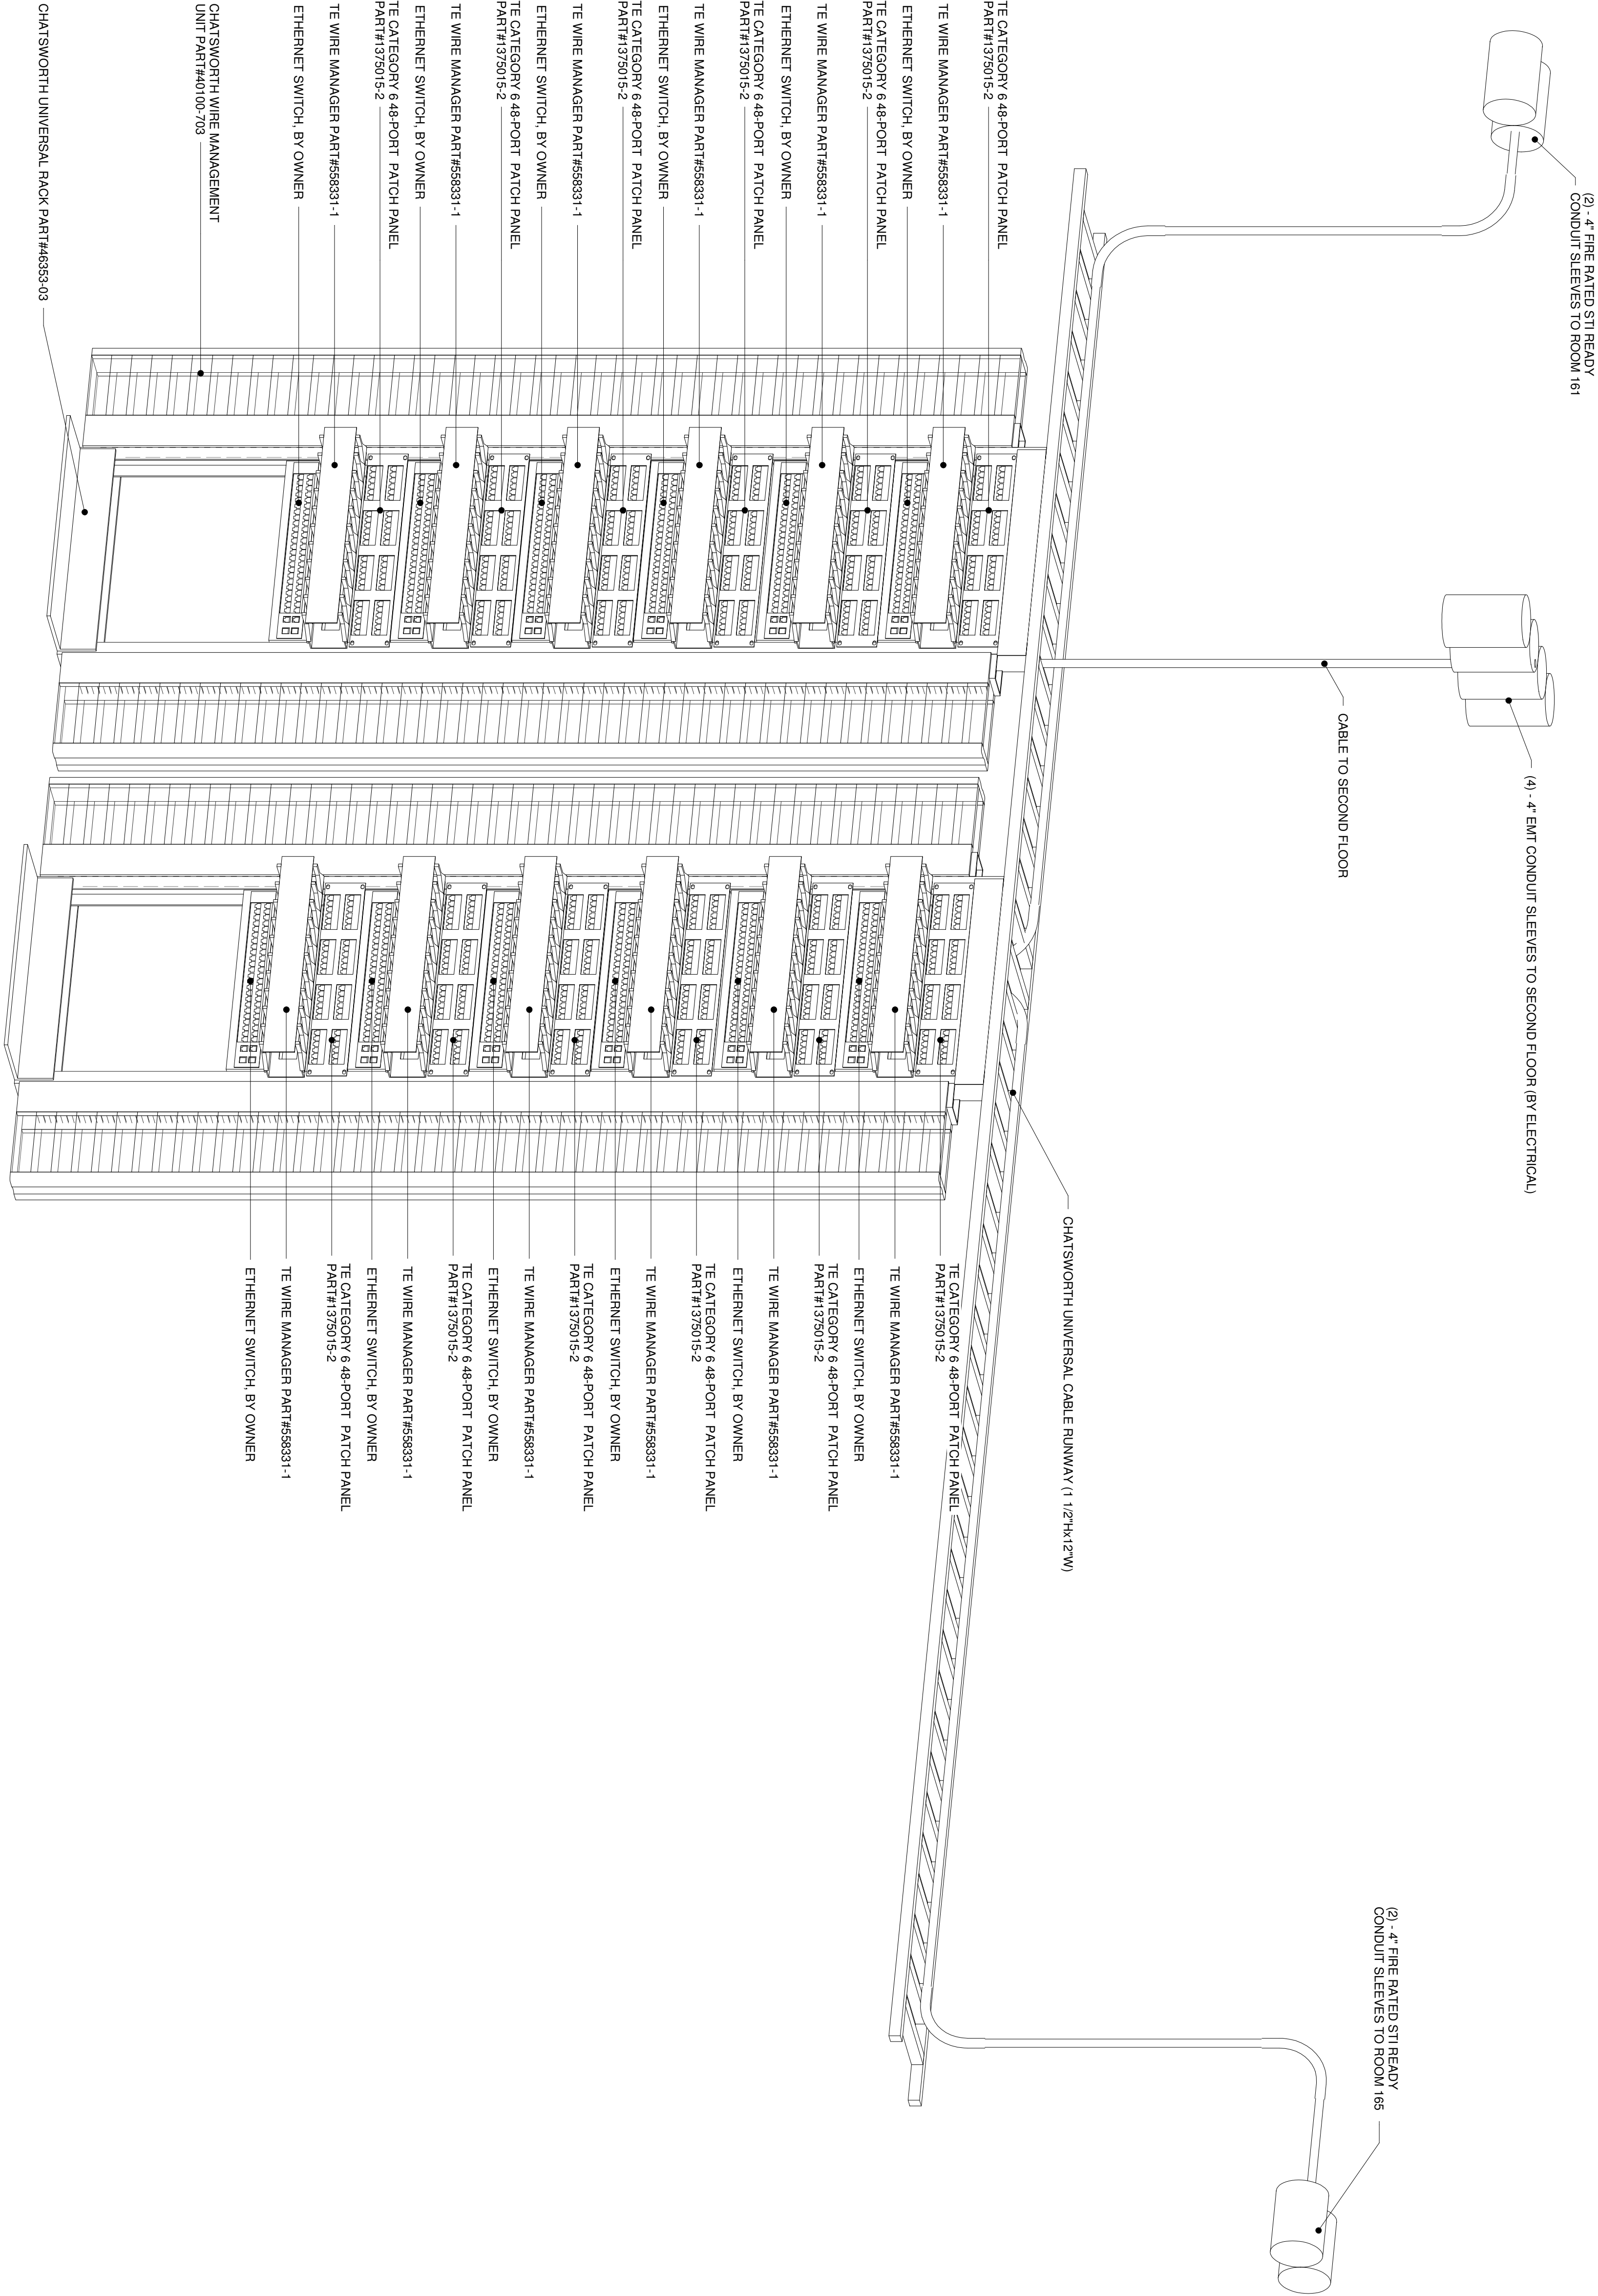 (2) - 4" FIRE RATED STI READY
CONDUIT SLEEVES TO ROOM 161
(4) - 4" EMT CONDUIT SLEEVES TO SECOND FLOOR (BY ELECTRICAL)
(2) - 4" FIRE RATED STI READY
CONDUIT SLEEVES TO ROOM 165
CABLE TO SECOND FLOOR
CHATSWORTH UNIVERSAL CABLE RUNWAY (1 1/2"Hx12"W)
TE CATEGORY 6 48-PORT PATCH PANEL
PART#1375015-2
TE WIRE MANAGER PART#558331-1
ETHERNET SWITCH, BY OWNER
TE CATEGORY 6 48-PORT PATCH PANEL
PART#1375015-2
TE WIRE MANAGER PART#558331-1
ETHERNET SWITCH, BY OWNER
TE CATEGORY 6 48-PORT PATCH PANEL
PART#1375015-2
TE WIRE MANAGER PART#558331-1
ETHERNET SWITCH, BY OWNER
TE CATEGORY 6 48-PORT PATCH PANEL
PART#1375015-2
TE WIRE MANAGER PART#558331-1
ETHERNET SWITCH, BY OWNER
TE CATEGORY 6 48-PORT PATCH PANEL
PART#1375015-2
TE WIRE MANAGER PART#558331-1
ETHERNET SWITCH, BY OWNER
TE CATEGORY 6 48-PORT PATCH PANEL
PART#1375015-2
TE WIRE MANAGER PART#558331-1
ETHERNET SWITCH, BY OWNER
CHATSWORTH WIRE MANAGEMENT
UNIT PART#40100-703
CHATSWORTH UNIVERSAL RACK PART#46353-03
TE CATEGORY 6 48-PORT PATCH PANEL
PART#1375015-2
TE WIRE MANAGER PART#558331-1
ETHERNET SWITCH, BY OWNER
TE CATEGORY 6 48-PORT PATCH PANEL
PART#1375015-2
TE WIRE MANAGER PART#558331-1
ETHERNET SWITCH, BY OWNER
TE CATEGORY 6 48-PORT PATCH PANEL
PART#1375015-2
TE WIRE MANAGER PART#558331-1
ETHERNET SWITCH, BY OWNER
TE CATEGORY 6 48-PORT PATCH PANEL
PART#1375015-2
TE WIRE MANAGER PART#558331-1
ETHERNET SWITCH, BY OWNER
TE CATEGORY 6 48-PORT PATCH PANEL
PART#1375015-2
TE WIRE MANAGER PART#558331-1
ETHERNET SWITCH, BY OWNER
TE CATEGORY 6 48-PORT PATCH PANEL
PART#1375015-2
TE WIRE MANAGER PART#558331-1
ETHERNET SWITCH, BY OWNER